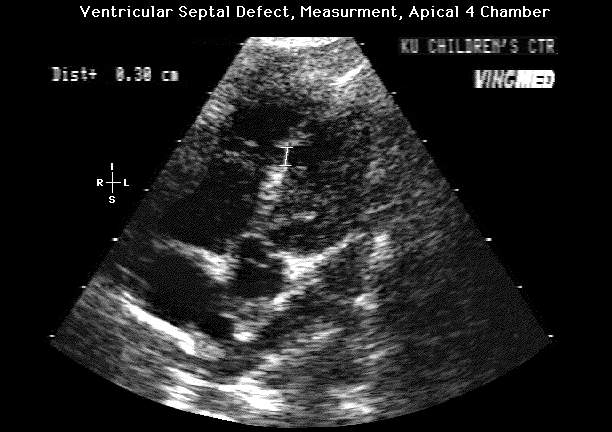 Ventricular Septal Defect, Measurment, Apical 4 Chamber
KU CHILDREN'S CTR
Dist+ 0.30 cm
VINGMED
I
R L
S